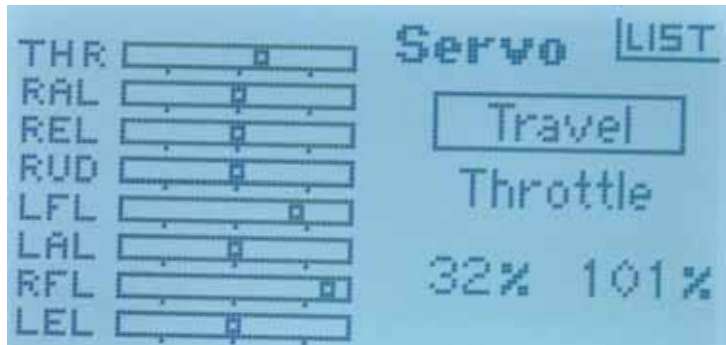 THR
RAL
REL
RUD
LFL
LAL
RFL
LEL
Servo
LIST
Travel
Throttle
32% 101%